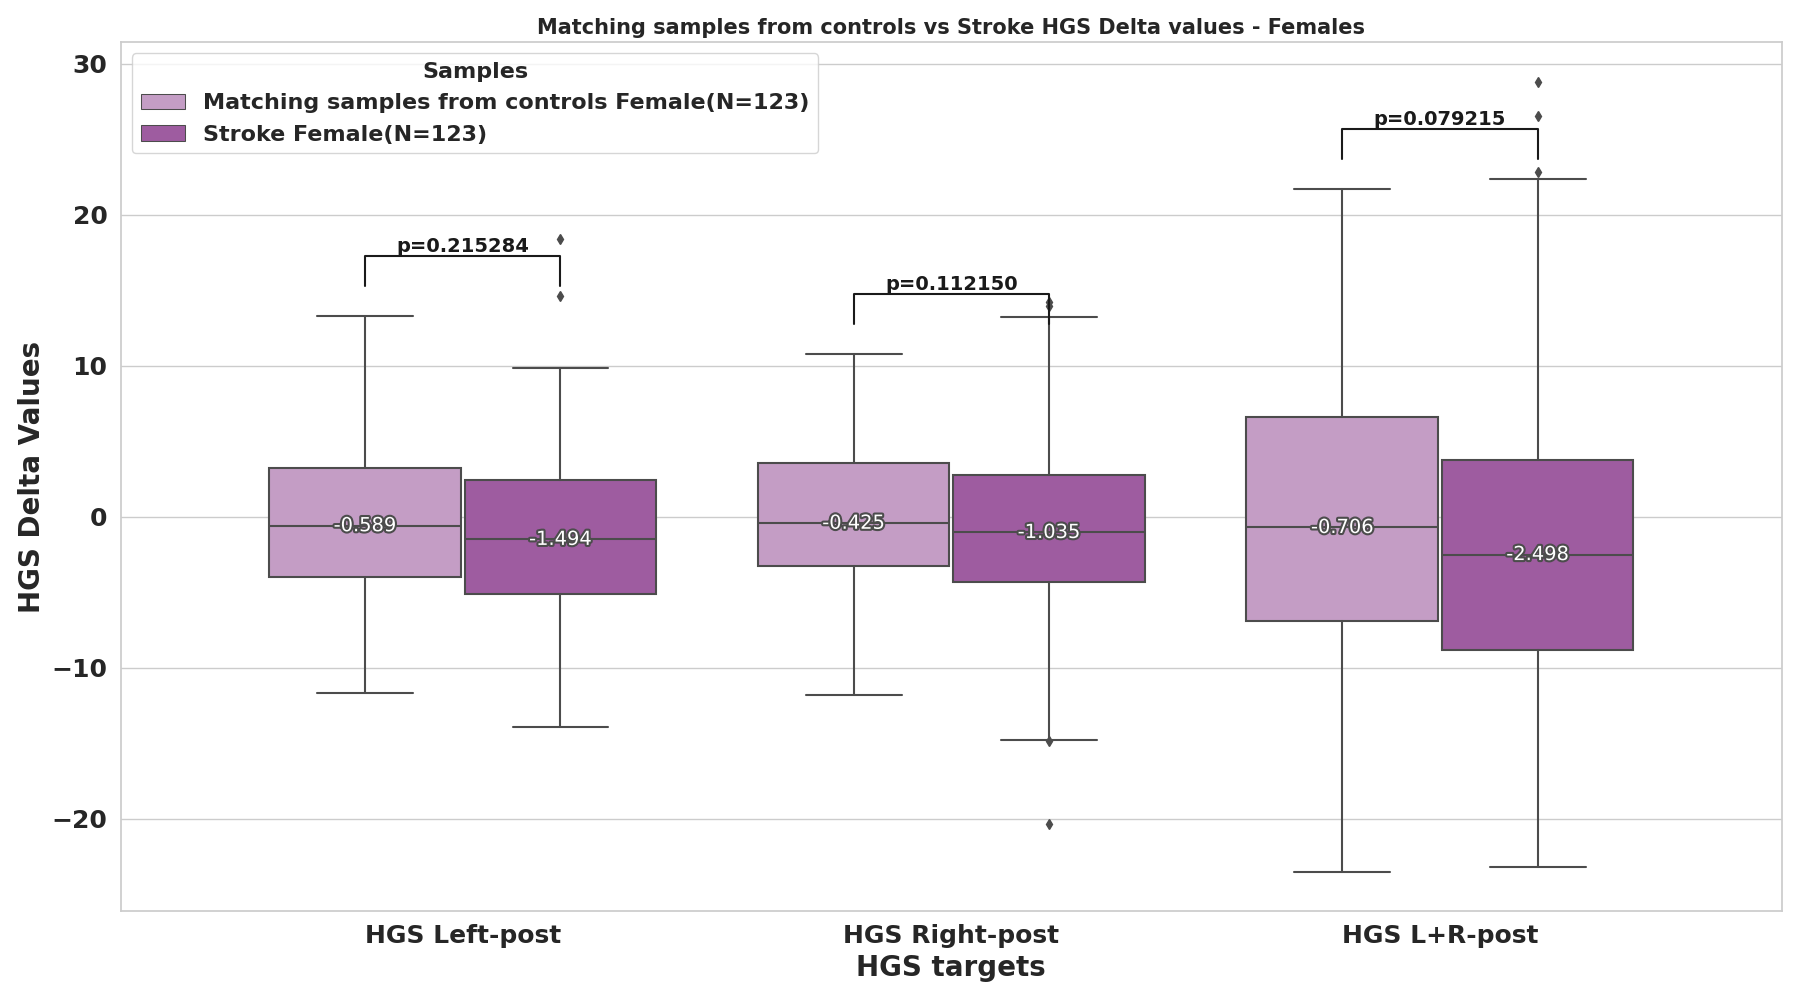 Matching samples from controls vs Stroke HGS Delta values - Females
Samples
Matching samples from controls Female(N=123)
Stroke Female(N=123)
HGS Delta Values
30
20
10
0
−10
−20
p=0.215284
p=0.112150
p=0.079215
-0.589
-1.494
-0.425
-1.035
-0.706
-2.498
HGS Left-post
HGS Right-post
HGS L+R-post
HGS targets